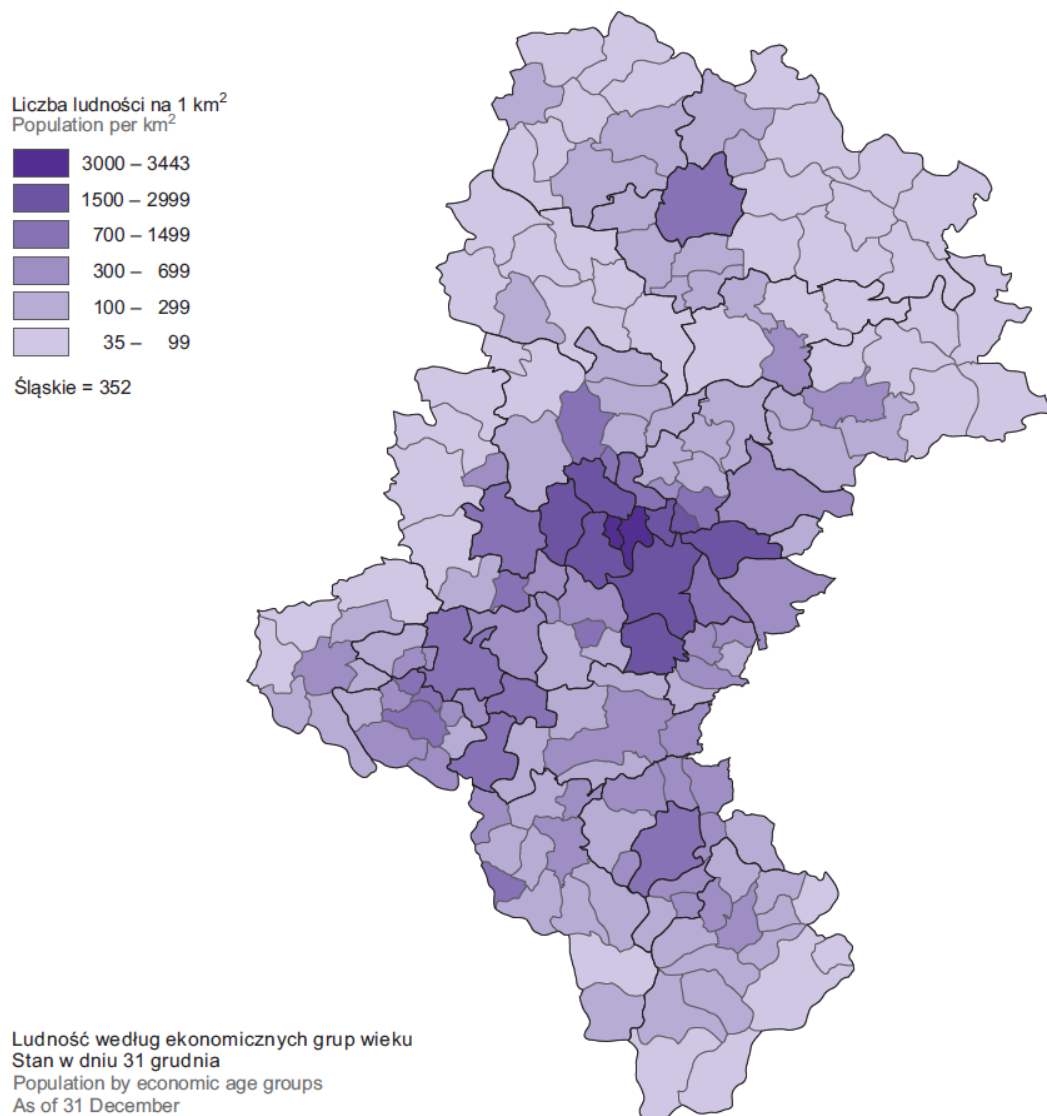 Liczba ludności na 1 km²
Population per km²
3000 – 3443
1500 – 2999
700 – 1499
300 – 699
100 – 299
35 – 99
Śląskie = 352
Ludność według ekonomicznych grup wieku
Stan w dniu 31 grudnia
Population by economic age groups
As of 31 December